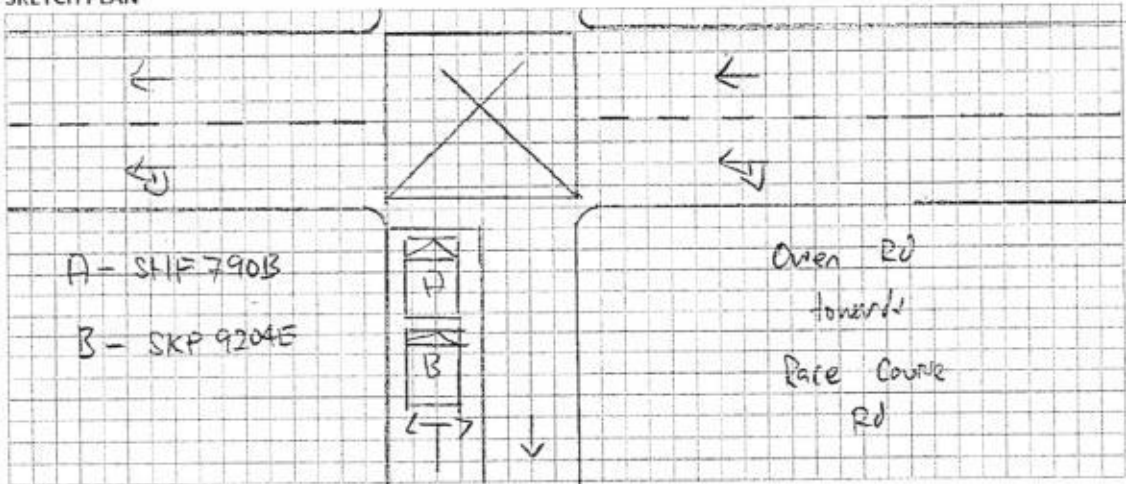 SKETCH PLAN
A - SHF 790B
B - SKP 9204E
A
B
Owen Rd
towards
Race Course
Rd